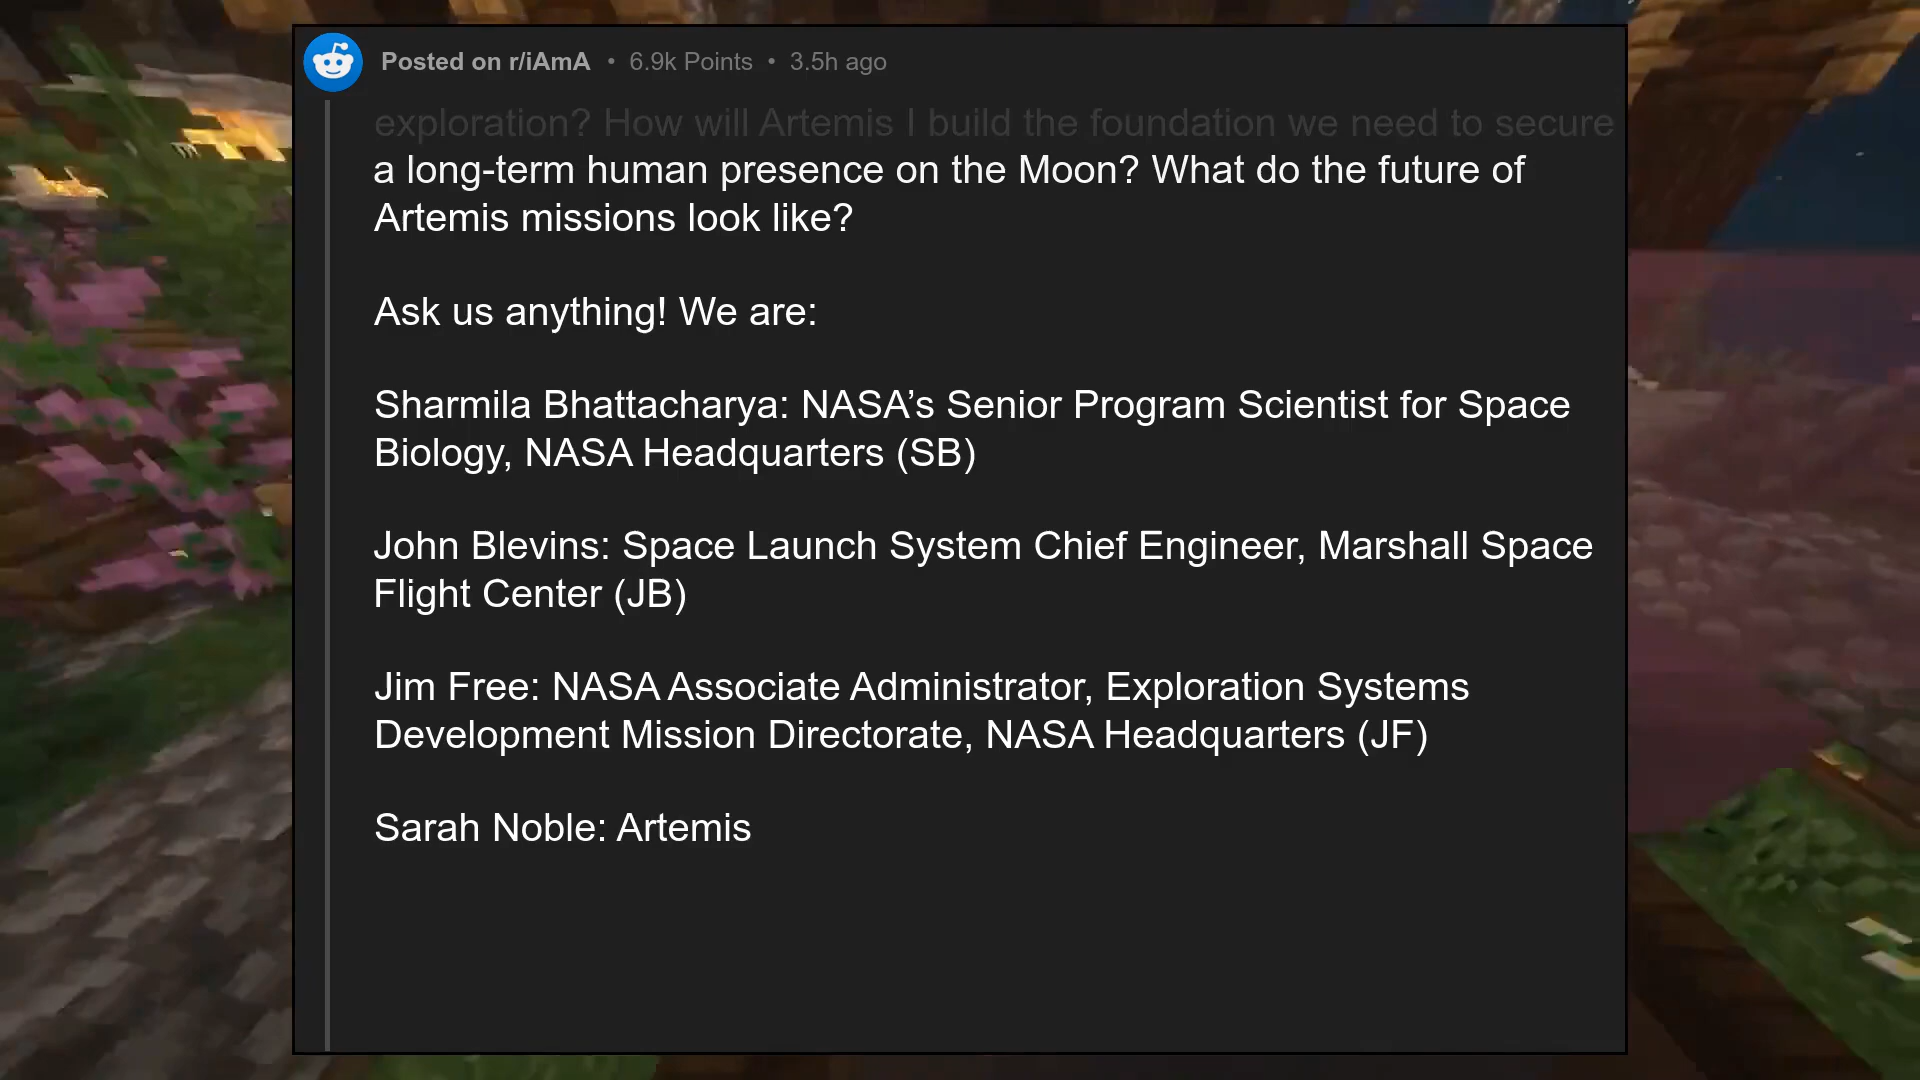 Posted on r/iAmA • 6.9k Points • 3.5h ago
exploration? How will Artemis I build the foundation we need to secure
a long-term human presence on the Moon? What do the future of
Artemis missions look like?
Ask us anything! We are:
Sharmila Bhattacharya: NASA’s Senior Program Scientist for Space
Biology, NASA Headquarters (SB)
John Blevins: Space Launch System Chief Engineer, Marshall Space
Flight Center (JB)
Jim Free: NASA Associate Administrator, Exploration Systems
Development Mission Directorate, NASA Headquarters (JF)
Sarah Noble: Artemis